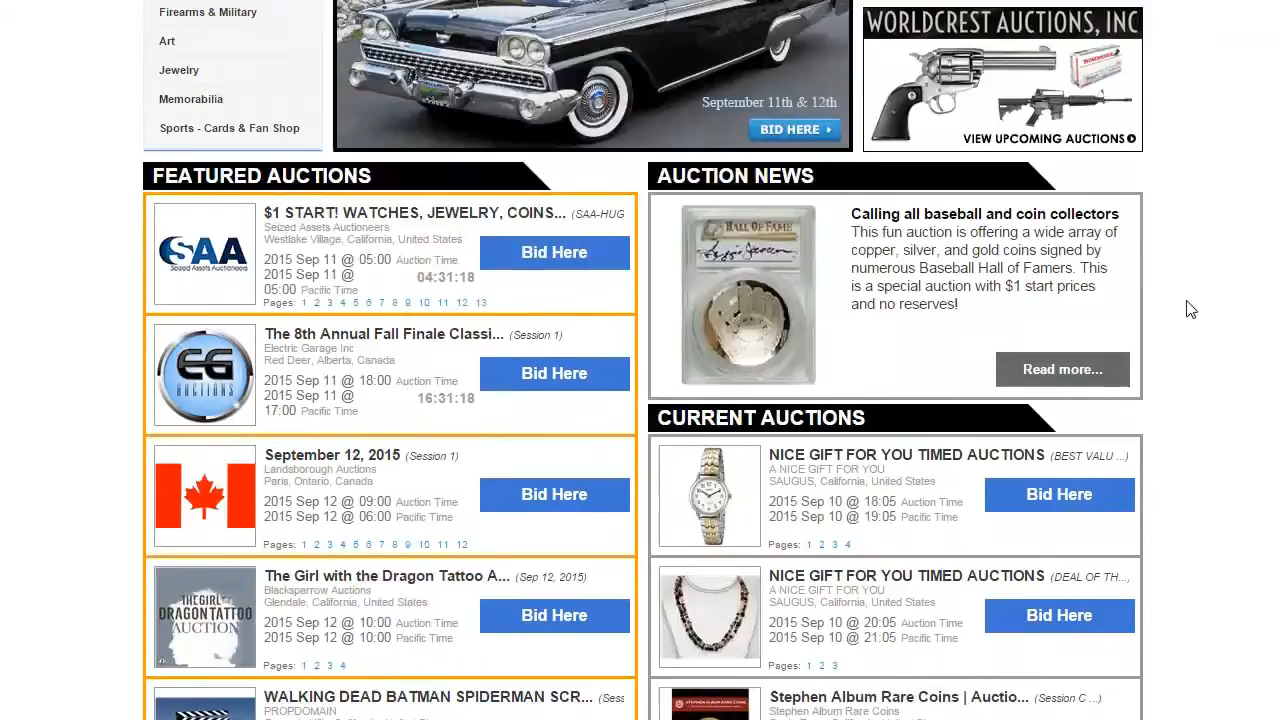 Firearms & Military
Art
Jewelry
Memorabilia
Sports - Cards & Fan Shop
September 11th & 12th
BID HERE
WORLDCREST AUCTIONS, INC
WINCHESTER
VIEW UPCOMING AUCTIONS
FEATURED AUCTIONS
SAA
Seized Assets Auctioneers
$1 START! WATCHES, JEWELRY, COINS... (SAA-HUG
Seized Assets Auctioneers
Westlake Village, California, United States
2015 Sep 11 @ 05:00 Auction Time
2015 Sep 11 @
05:00 Pacific Time
04:31:18
Bid Here
Pages: 1 2 3 4 5 6 7 8 9 10 11 12 13
EG
AUCTIONS
The 8th Annual Fall Finale Classi... (Session 1)
Electric Garage Inc
Red Deer, Alberta, Canada
2015 Sep 11 @ 18:00 Auction Time
2015 Sep 11 @
17:00 Pacific Time
16:31:18
Bid Here
September 12, 2015 (Session 1)
Landsborough Auctions
Paris, Ontario, Canada
2015 Sep 12 @ 09:00 Auction Time
2015 Sep 12 @ 06:00 Pacific Time
Bid Here
Pages: 1 2 3 4 5 6 7 8 9 10 11 12
THE GIRL
WITH THE
DRAGON TATTOO
AUCTION
The Girl with the Dragon Tattoo A... (Sep 12, 2015)
Blacksparrow Auctions
Glendale, California, United States
2015 Sep 12 @ 10:00 Auction Time
2015 Sep 12 @ 10:00 Pacific Time
Bid Here
Pages: 1 2 3 4
WALKING DEAD BATMAN SPIDERMAN SCR... (Sess
PROPDOMAIN
AUCTION NEWS
HALL OF FAME
Calling all baseball and coin collectors
This fun auction is offering a wide array of
copper, silver, and gold coins signed by
numerous Baseball Hall of Famers. This
is a special auction with $1 start prices
and no reserves!
Read more...
CURRENT AUCTIONS
NICE GIFT FOR YOU TIMED AUCTIONS (BEST VALU ...)
A NICE GIFT FOR YOU
SAUGUS, California, United States
2015 Sep 10 @ 18:05 Auction Time
2015 Sep 10 @ 19:05 Pacific Time
Bid Here
Pages: 1 2 3 4
NICE GIFT FOR YOU TIMED AUCTIONS (DEAL OF TH...)
A NICE GIFT FOR YOU
SAUGUS, California, United States
2015 Sep 10 @ 20:05 Auction Time
2015 Sep 10 @ 21:05 Pacific Time
Bid Here
Pages: 1 2 3
STEPHEN ALBUM RARE COINS
Stephen Album Rare Coins | Auctio... (Session C ...)
Stephen Album Rare Coins